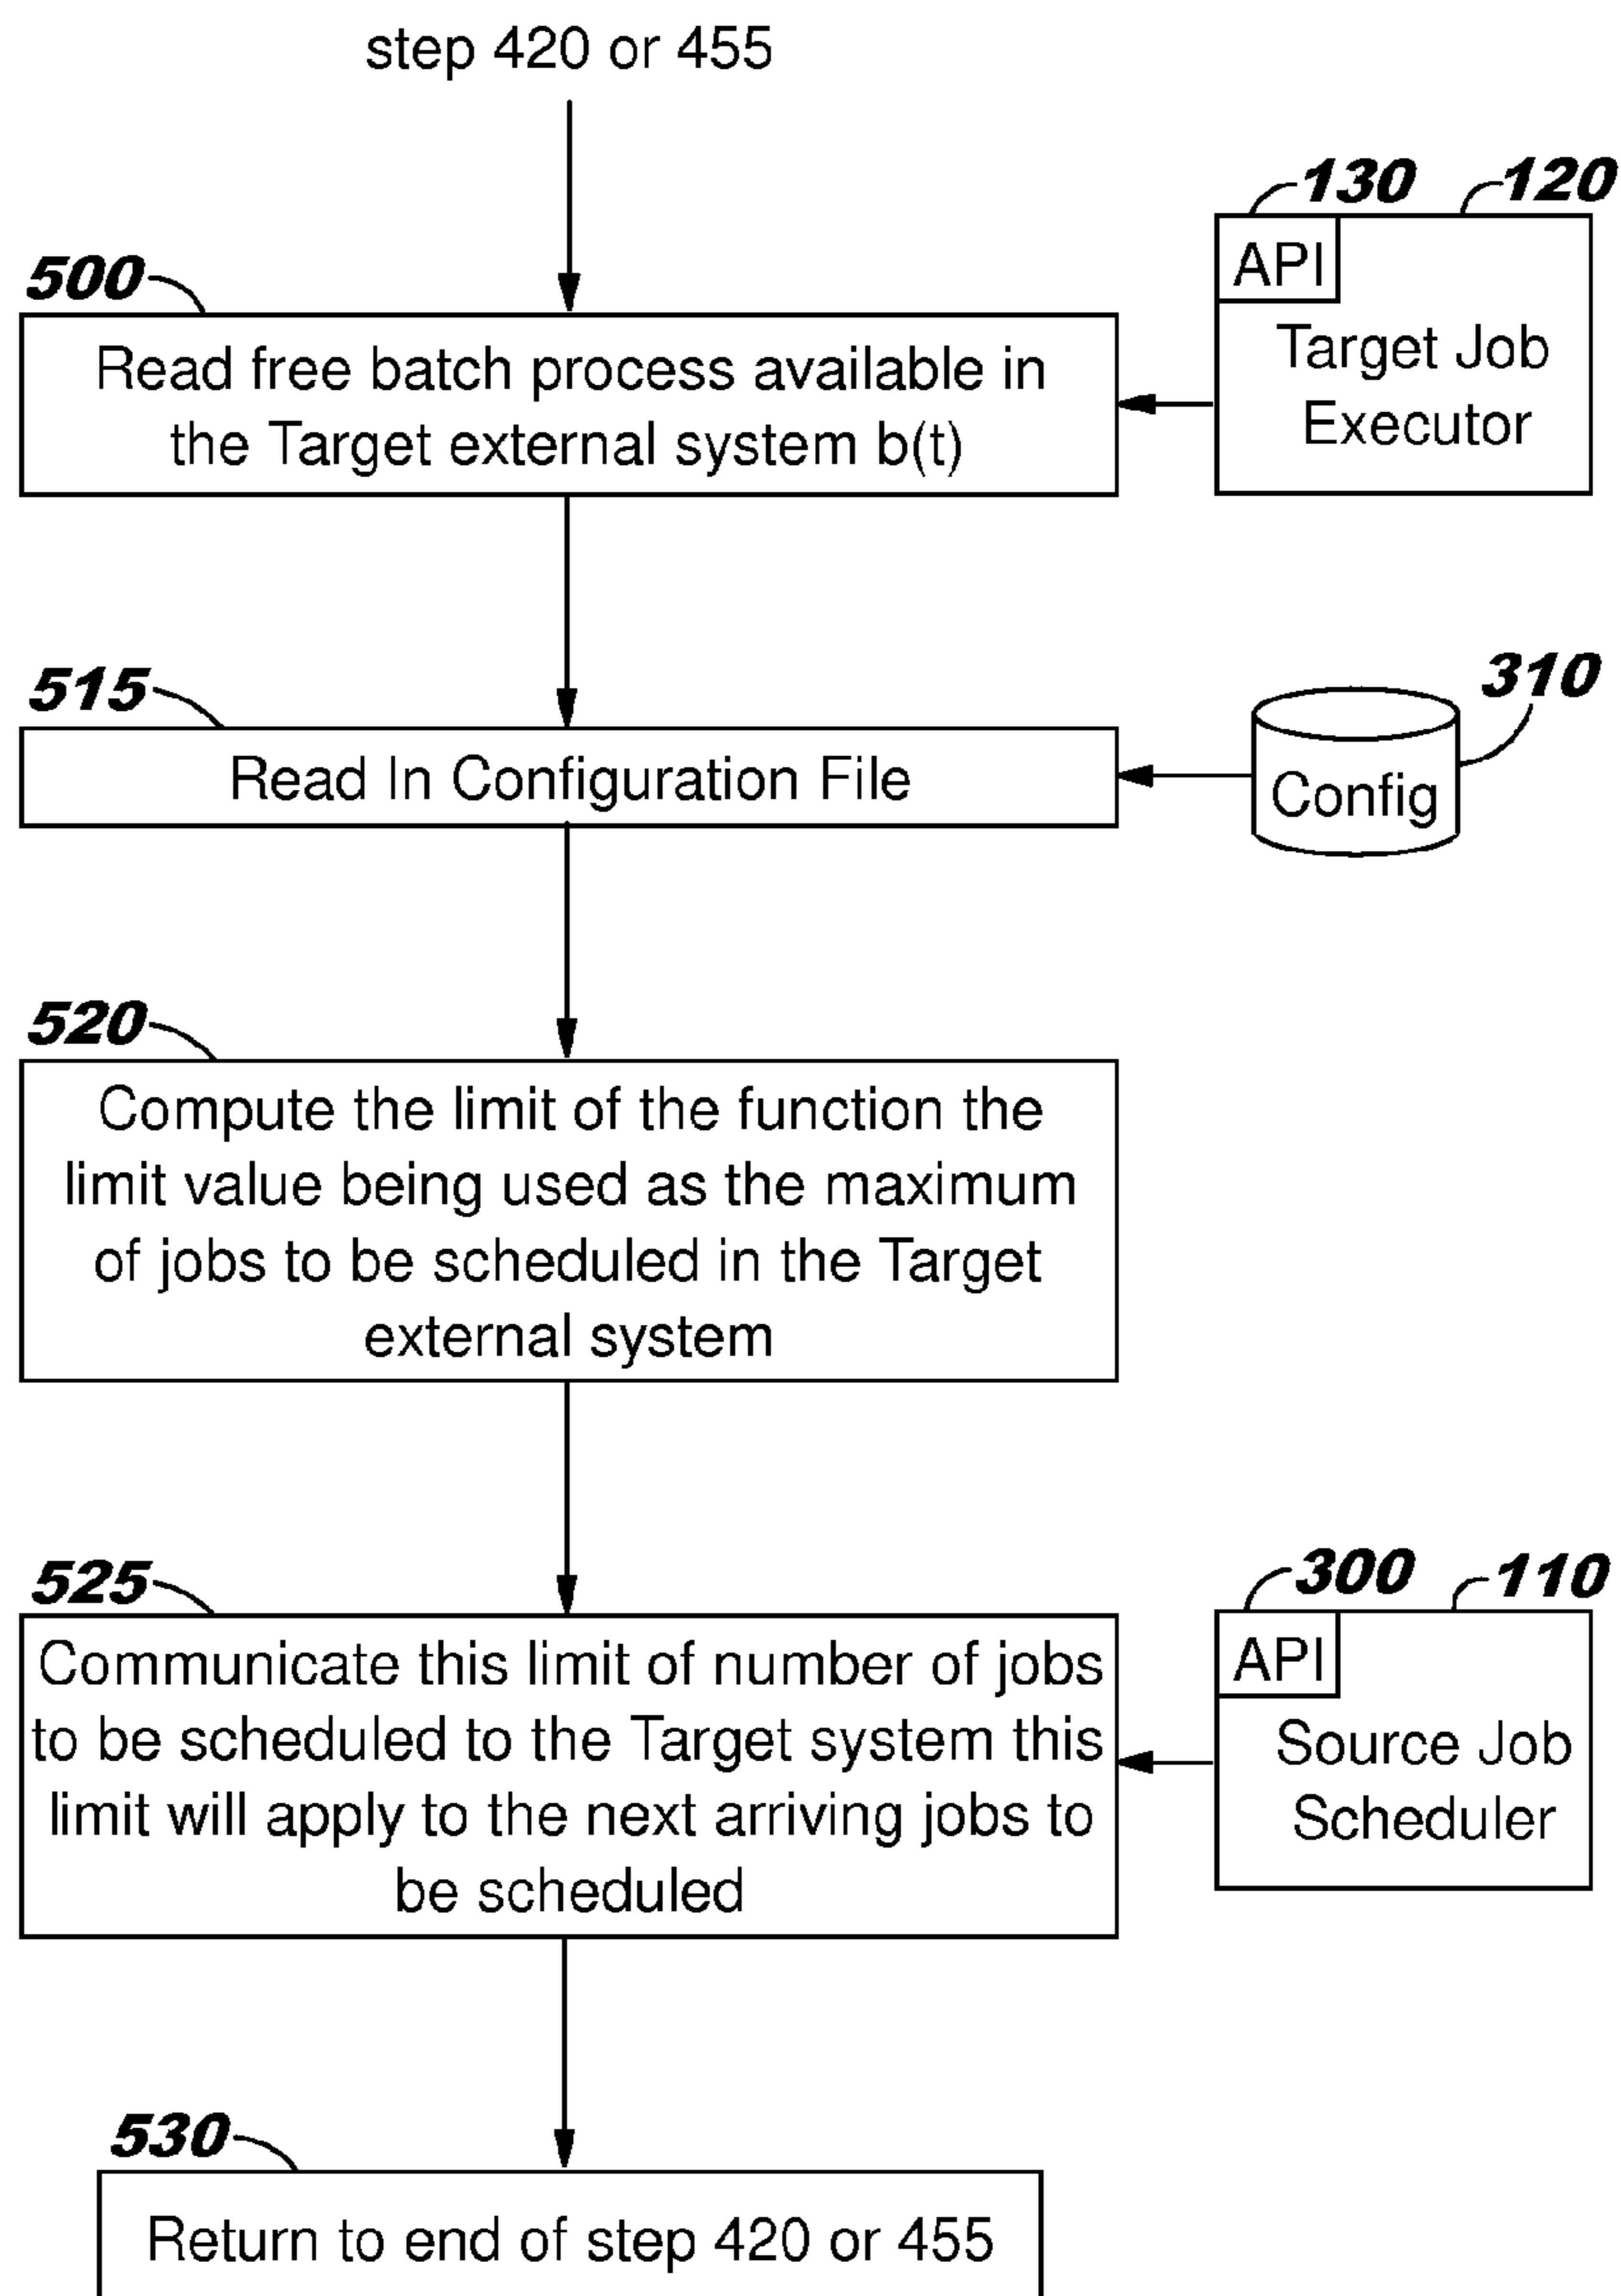 step 420 or 455
130
120
API
Target Job
Executor
500
Read free batch process available in
the Target external system b(t)
515
Read In Configuration File
310
Config
520
Compute the limit of the function the
limit value being used as the maximum
of jobs to be scheduled in the Target
external system
525
Communicate this limit of number of jobs
to be scheduled to the Target system this
limit will apply to the next arriving jobs to
be scheduled
300
110
API
Source Job
Scheduler
530
Return to end of step 420 or 455